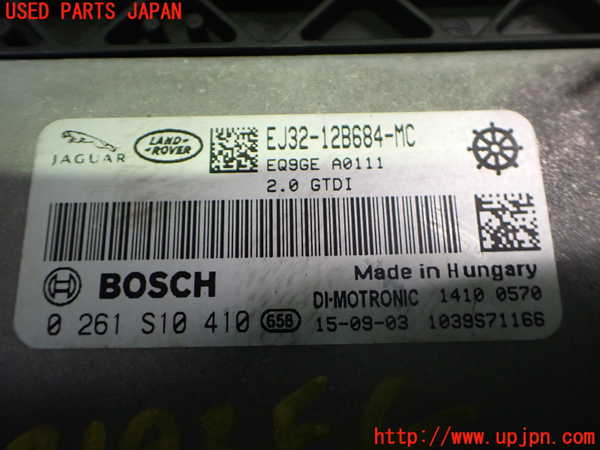 USED PARTS JAPAN
JAGUAR
LAND-
ROVER
EJ32-12B684-MC
EQ9GE A0111
2.0 GTDI
BOSCH
Made in Hungary
DI-MOTRONIC 1410 0570
0 261 S10 410 658 15-09-03 1039S71166
http://www.upjpn.com/